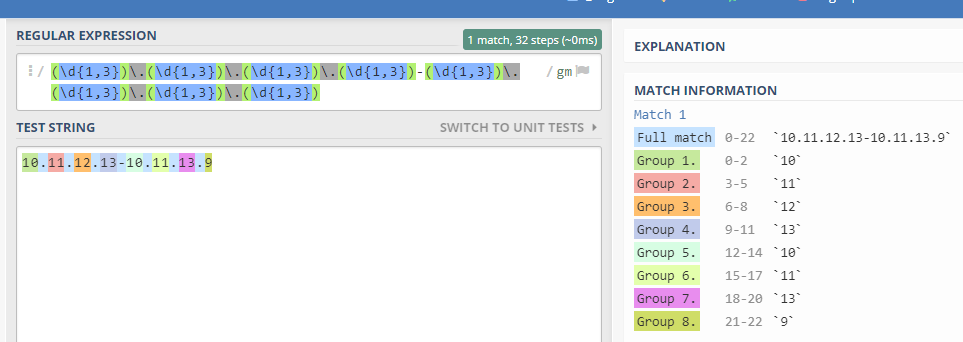 REGULAR EXPRESSION
1 match, 32 steps (~0ms)
/ (\d{1,3})\.(\d{1,3})\.(\d{1,3})\.(\d{1,3})-(\d{1,3})\. / gm
(\d{1,3})\.(\d{1,3})\.(\d{1,3})
TEST STRING
SWITCH TO UNIT TESTS
10.11.12.13-10.11.13.9
EXPLANATION
MATCH INFORMATION
Match 1
Full match 0-22 `10.11.12.13-10.11.13.9`
Group 1. 0-2 `10`
Group 2. 3-5 `11`
Group 3. 6-8 `12`
Group 4. 9-11 `13`
Group 5. 12-14 `10`
Group 6. 15-17 `11`
Group 7. 18-20 `13`
Group 8. 21-22 `9`